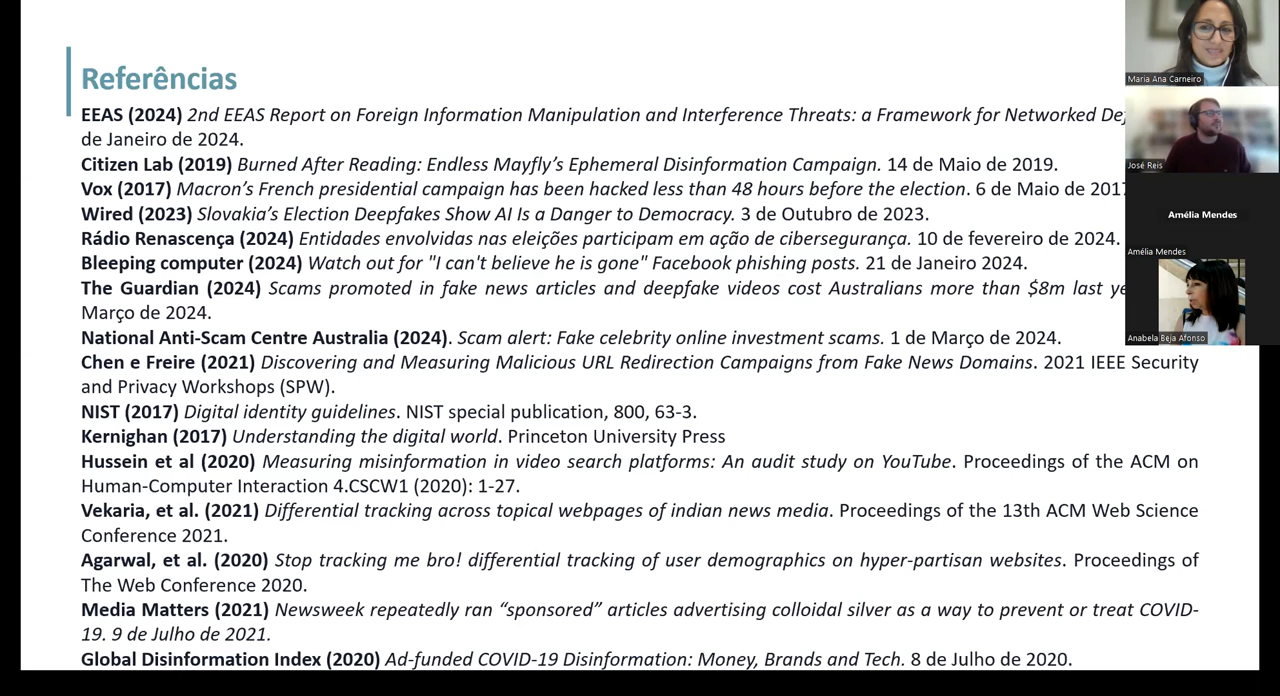 Referências
EEAS (2024) 2nd EEAS Report on Foreign Information Manipulation and Interference Threats: a Framework for Networked
de Janeiro de 2024.
Citizen Lab (2019) Burned After Reading: Endless Mayfly’s Ephemeral Disinformation Campaign. 14 de Maio de 2019.
Vox (2017) Macron’s French presidential campaign has been hacked less than 48 hours before the election. 6 de Maio de 2017
Wired (2023) Slovakia’s Election Deepfakes Show AI Is a Danger to Democracy. 3 de Outubro de 2023.
Rádio Renascença (2024) Entidades envolvidas nas eleições participam em ação de cibersegurança. 10 de fevereiro de 2024.
Bleeping computer (2024) Watch out for "I can't believe he is gone" Facebook phishing posts. 21 de Janeiro 2024.
The Guardian (2024) Scams promoted in fake news articles and deepfake videos cost Australians more than $8m last
Março de 2024.
National Anti-Scam Centre Australia (2024). Scam alert: Fake celebrity online investment scams. 1 de Março de 2024.
Chen e Freire (2021) Discovering and Measuring Malicious URL Redirection Campaigns from Fake News Domains. 2021 IEEE Security
and Privacy Workshops (SPW).
NIST (2017) Digital identity guidelines. NIST special publication, 800, 63-3.
Kernighan (2017) Understanding the digital world. Princeton University Press
Hussein et al (2020) Measuring misinformation in video search platforms: An audit study on YouTube. Proceedings of the ACM on
Human-Computer Interaction 4.CSCW1 (2020): 1-27.
Vekaria, et al. (2021) Differential tracking across topical webpages of indian news media. Proceedings of the 13th ACM Web Science
Conference 2021.
Agarwal, et al. (2020) Stop tracking me bro! differential tracking of user demographics on hyper-partisan websites. Proceedings of
The Web Conference 2020.
Media Matters (2021) Newsweek repeatedly ran “sponsored” articles advertising colloidal silver as a way to prevent or treat COVID-
19. 9 de Julho de 2021.
Global Disinformation Index (2020) Ad-funded COVID-19 Disinformation: Money, Brands and Tech. 8 de Julho de 2020.
Maria Ana Carneiro
José Reis
Amélia Mendes
Amélia Mendes
Anabela Beja Afonso